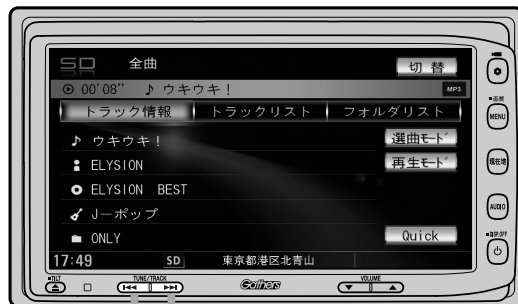 SD 全曲 切 替
00'08'' ♪ ウキウキ! MP3
トラック情報 トラックリスト フォルダリスト
♪ ウキウキ! 選曲モード
ELYSION 再生モード
ELYSION BEST
J-ポップ
ONLY Quick
17:49 SD 東京都港区北青山
■画質
MENU
現在地
AUDIO
■DISP.OFF
■TILT TUNE/TRACK Gathers VOLUME